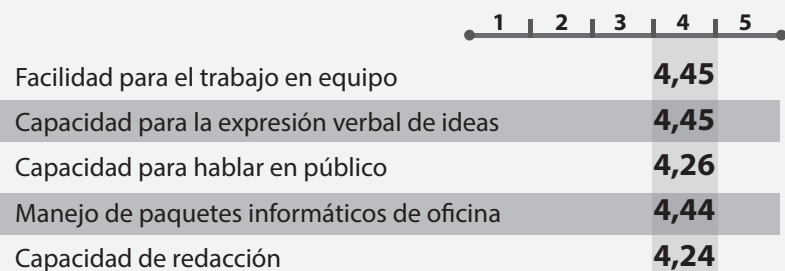 1 2 3 4 5
Facilidad para el trabajo en equipo 4,45
Capacidad para la expresión verbal de ideas 4,45
Capacidad para hablar en público 4,26
Manejo de paquetes informáticos de oficina 4,44
Capacidad de redacción 4,24